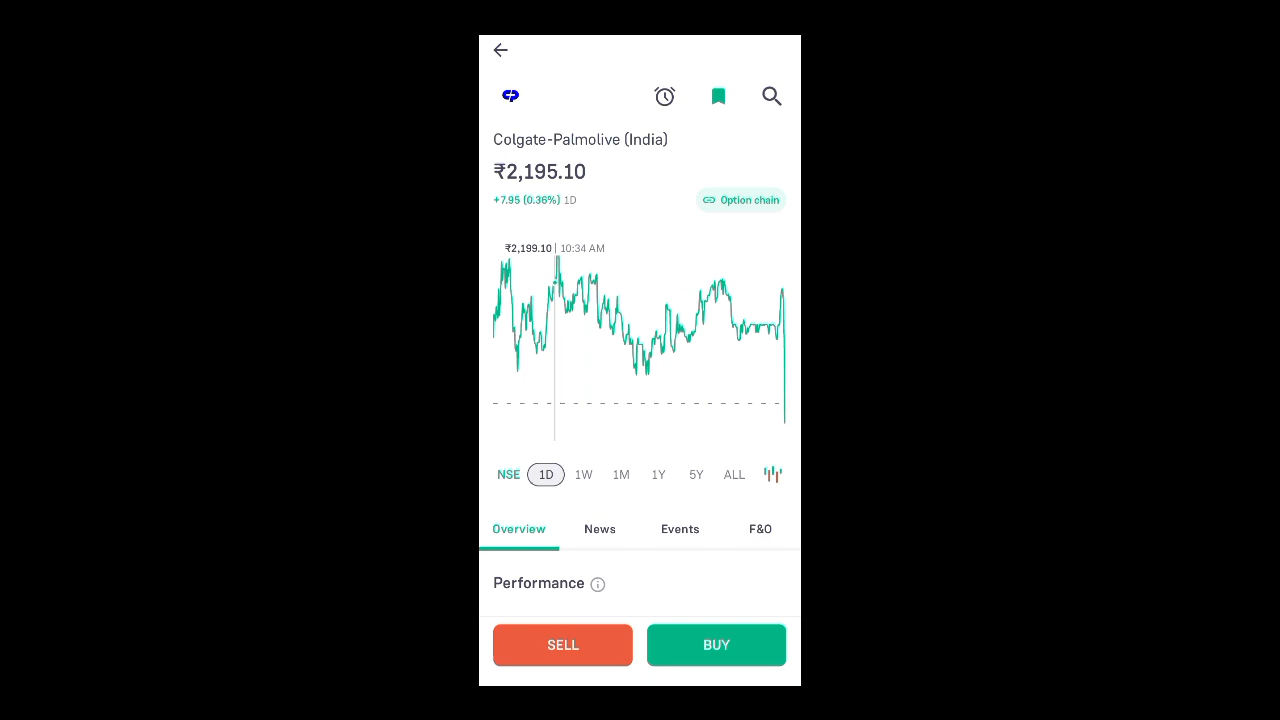 Colgate-Palmolive (India)
₹2,195.10
+7.95 (0.36%) 1D
Option chain
₹2,199.10 | 10:34 AM
NSE 1D 1W 1M 1Y 5Y ALL
Overview News Events F&O
Performance
SELL BUY